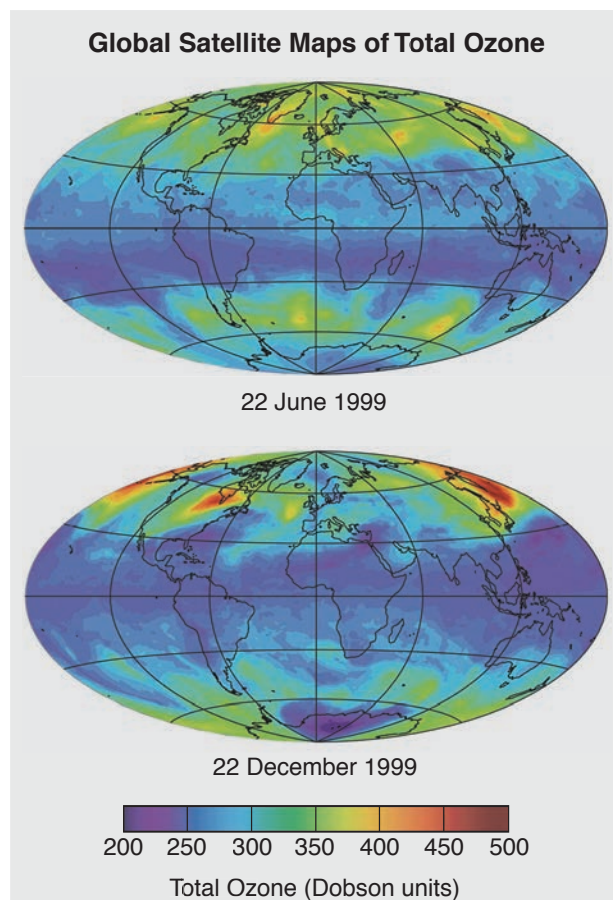 Global Satellite Maps of Total Ozone
22 June 1999
22 December 1999
200 250 300 350 400 450 500
Total Ozone (Dobson units)